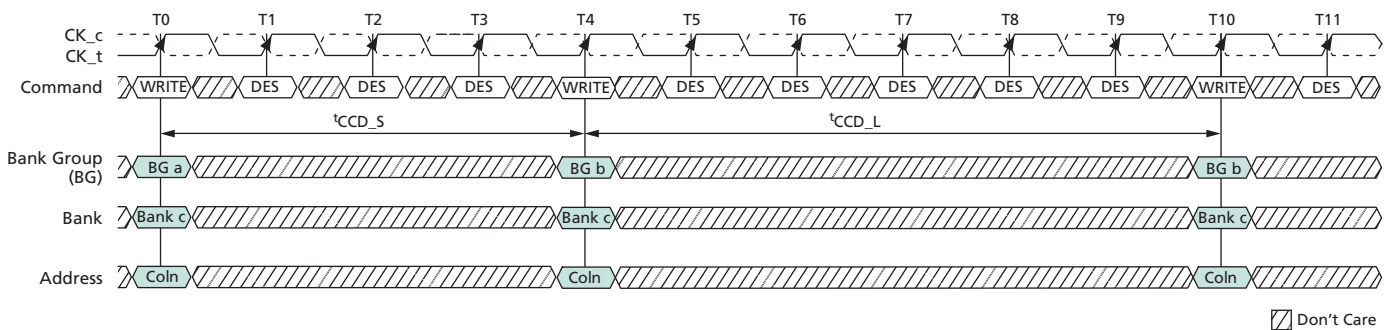 T0 T1 T2 T3 T4 T5 T6 T7 T8 T9 T10 T11
CK_c
CK_t
Command WRITE DES DES DES WRITE DES DES DES DES DES WRITE DES
tCCD_S tCCD_L
Bank Group
(BG) BG a BG b BG b
Bank Bank c Bank c Bank c
Address Coln Coln Coln
Don't Care